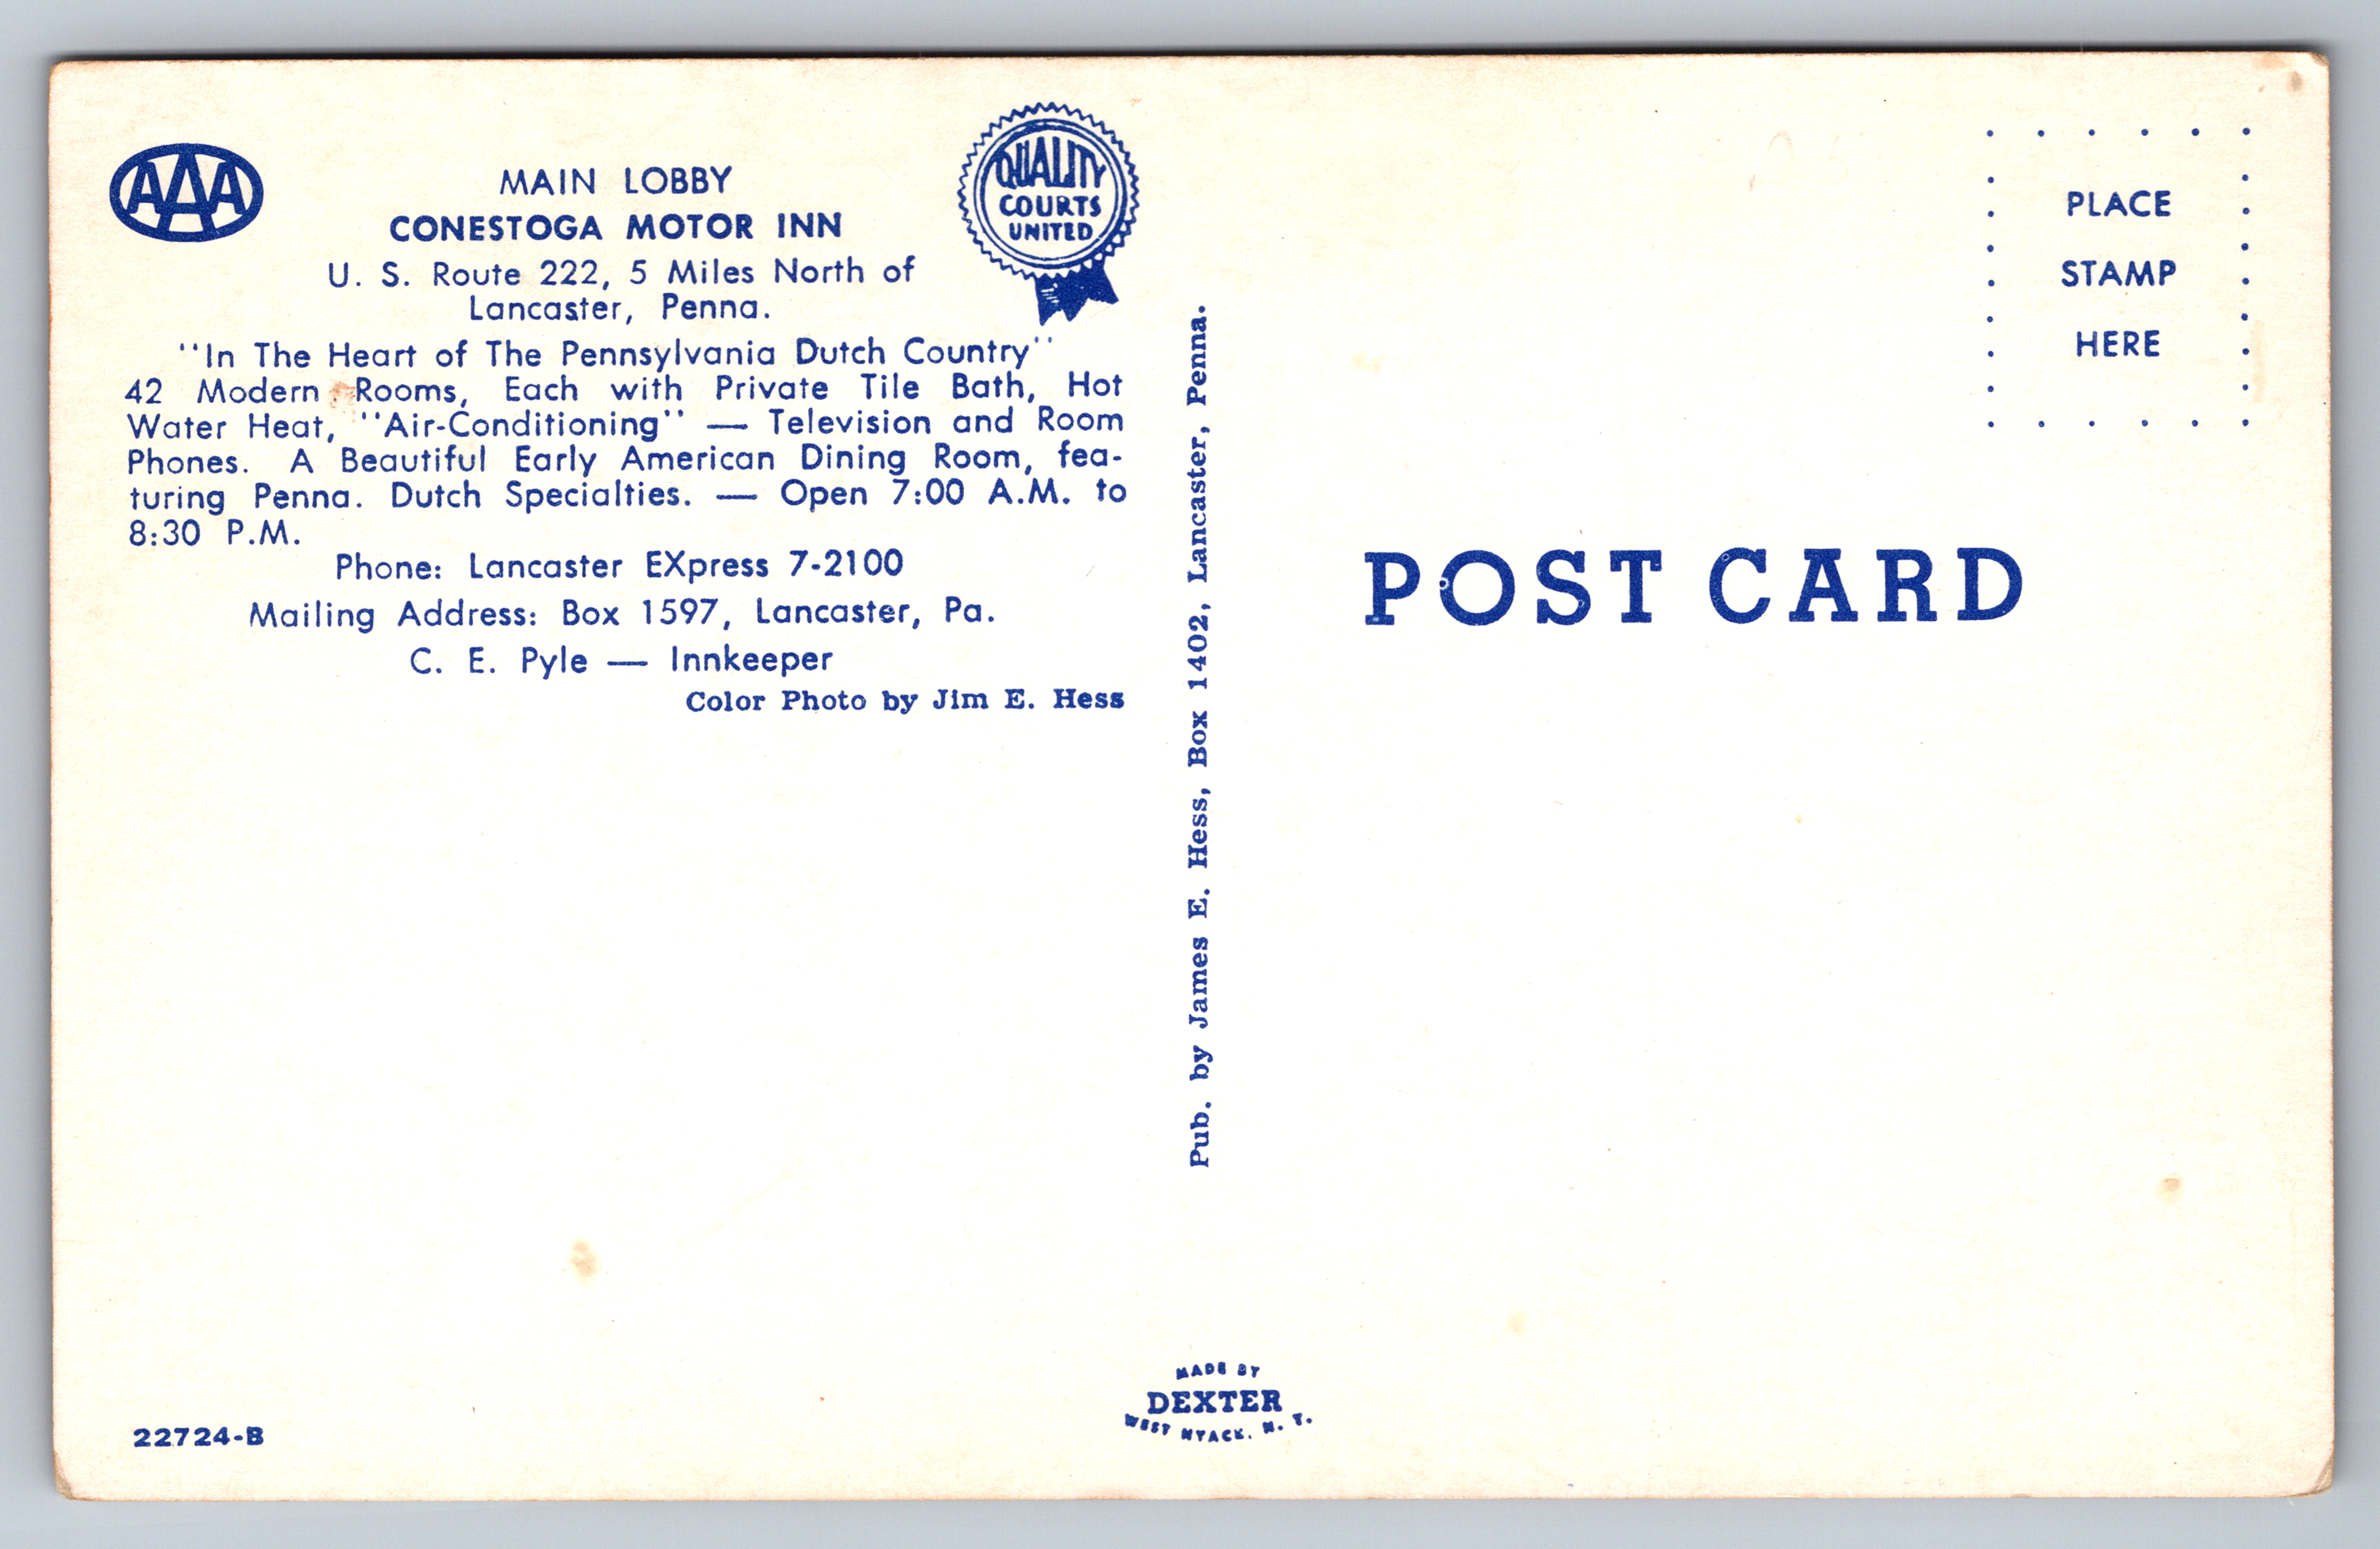 AAA
MAIN LOBBY
CONESTOGA MOTOR INN
U. S. Route 222, 5 Miles North of
Lancaster, Penna.
QUALITY
COURTS
UNITED
"In The Heart of The Pennsylvania Dutch Country"
42 Modern Rooms, Each with Private Tile Bath, Hot
Water Heat, "Air-Conditioning" — Television and Room
Phones. A Beautiful Early American Dining Room, fea-
turing Penna. Dutch Specialties. — Open 7:00 A.M. to
8:30 P.M.
Phone: Lancaster EXpress 7-2100
Mailing Address: Box 1597, Lancaster, Pa.
C. E. Pyle — Innkeeper
Color Photo by Jim E. Hess
22724-B
Pub. by James E. Hess, Box 1402, Lancaster, Penna.
MADE BY
DEXTER
WEST NYACK, N. Y.
PLACE
STAMP
HERE
POST CARD